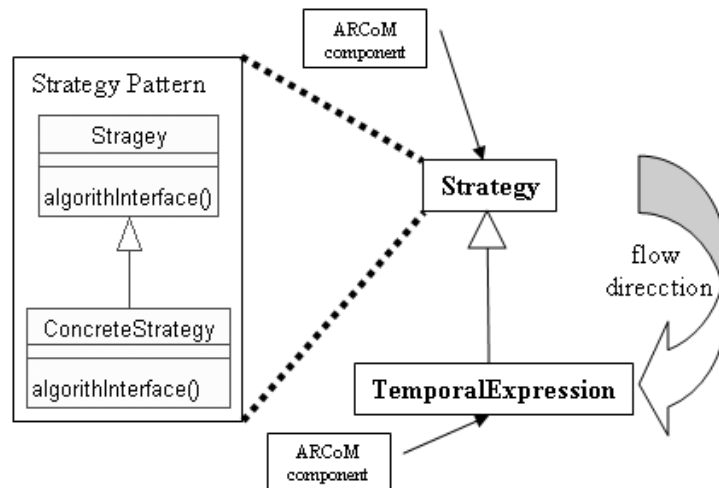 Strategy Pattern
Stragey
algorithInterface()
ConcreteStrategy
algorithInterface()
ARCoM
component
Strategy
flow
direcction
TemporalExpression
ARCoM
component